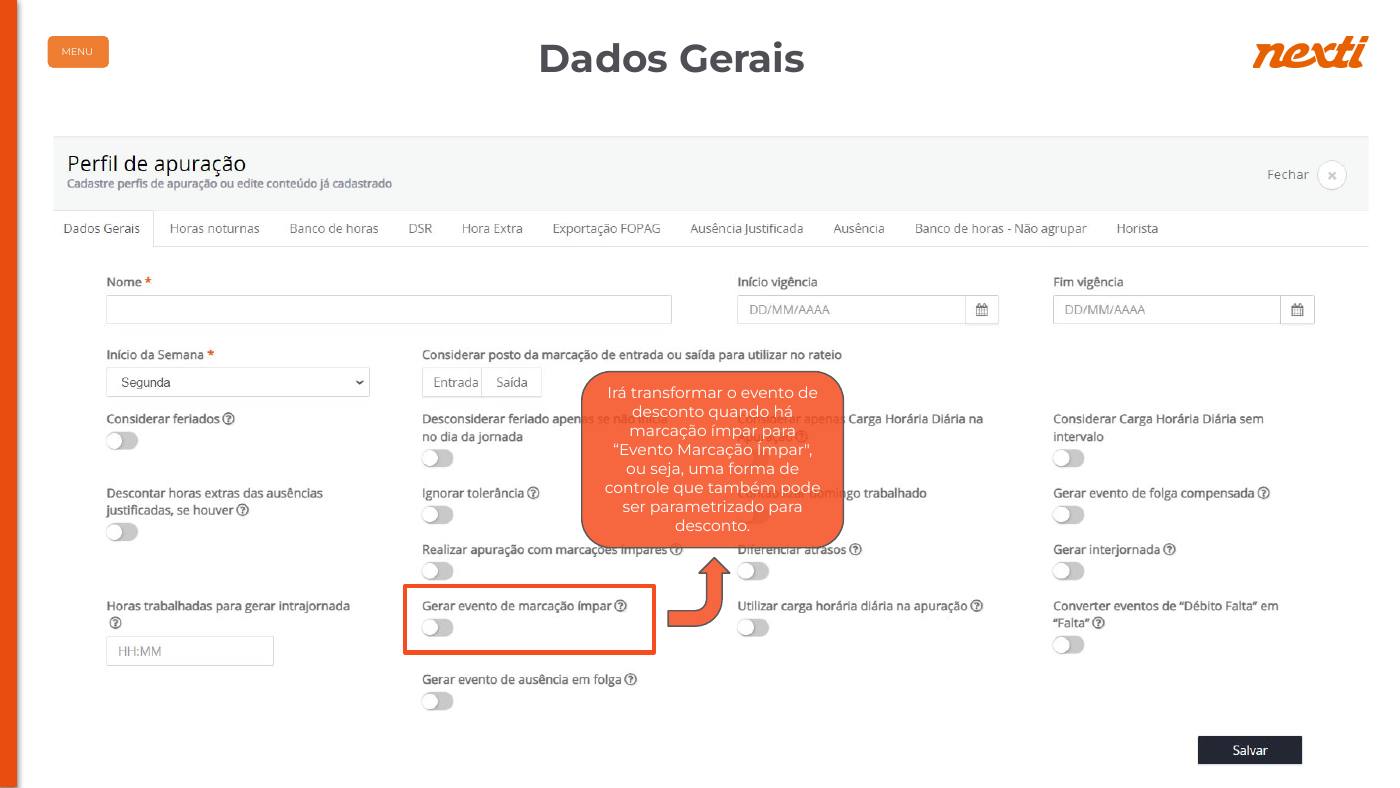 MENU
Dados Gerais
nexti
Perfil de apuração
Cadastre perfis de apuração ou edite conteúdo já cadastrado
Fechar
Dados Gerais
Horas noturnas
Banco de horas
DSR
Hora Extra
Exportação FOPAG
Ausência Justificada
Ausência
Banco de horas - Não agrupar
Horista
Nome *
Início vigência
Fim vigência
DD/MM/AAAA
DD/MM/AAAA
Início da Semana *
Considerar posto da marcação de entrada ou saída para utilizar no rateio
Segunda
Entrada
Saída
Irá transformar o evento de
desconto quando há
marcação ímpar para
“Evento Marcação Ímpar",
ou seja, uma forma de
controle que também pode
ser parametrizado para
desconto.
Considerar feriados
Desconsiderar feriado apenas se não inicia
no dia da jornada
Considerar apenas Carga Horária Diária na
Considerar Carga Horária Diária sem
intervalo
Descontar horas extras das ausências
justificadas, se houver
Ignorar tolerância
domingo trabalhado
Gerar evento de folga compensada
Realizar apuração com marcações ímpares
Diferenciar atrasos
Gerar interjornada
Horas trabalhadas para gerar intrajornada
HH:MM
Gerar evento de marcação ímpar
Utilizar carga horária diária na apuração
Converter eventos de “Débito Falta” em
“Falta”
Gerar evento de ausência em folga
Salvar